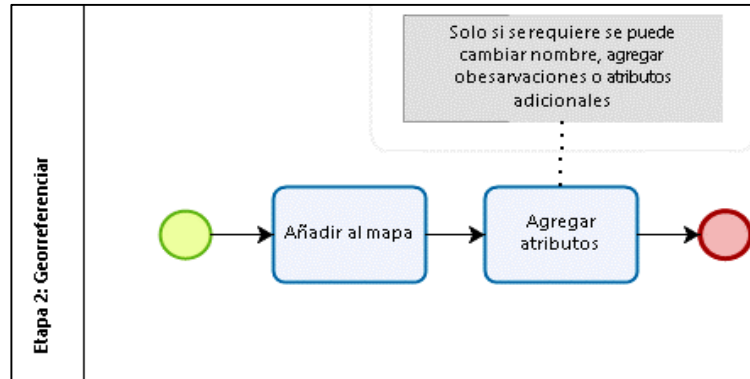 Etapa 2: Georreferenciar
Solo si se requiere se puede
cambiar nombre, agregar
obesarvaciones o atributos
adicionales
Añadir al mapa
Agregar
atributos